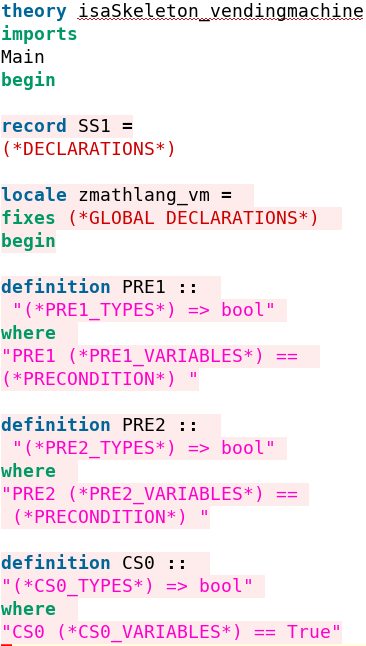 theory isaSkeleton_vendingmachine
imports
Main
begin
record SS1 =
(*DECLARATIONS*)
locale zmathlang_vm =
fixes (*GLOBAL DECLARATIONS*)
begin
definition PRE1 ::
"(*PRE1_TYPES*) => bool"
where
"PRE1 (*PRE1_VARIABLES*) ==
(*PRECONDITION*) "
definition PRE2 ::
"(*PRE2_TYPES*) => bool"
where
"PRE2 (*PRE2_VARIABLES*) ==
(*PRECONDITION*) "
definition CS0 ::
"(*CS0_TYPES*) => bool"
where
"CS0 (*CS0_VARIABLES*) == True"